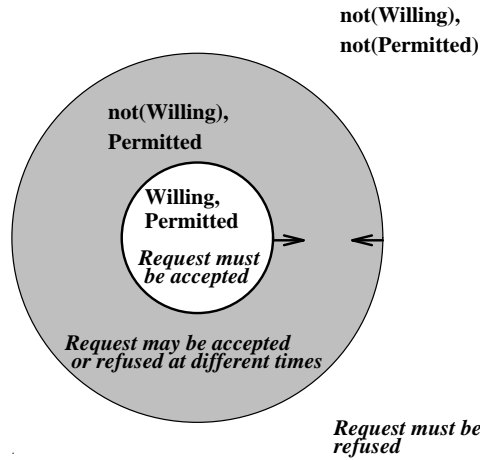 not(Willing),
not(Permitted)
not(Willing),
Permitted
Willing,
Permitted
Request must
be accepted
Request may be accepted
or refused at different times
Request must be
refused